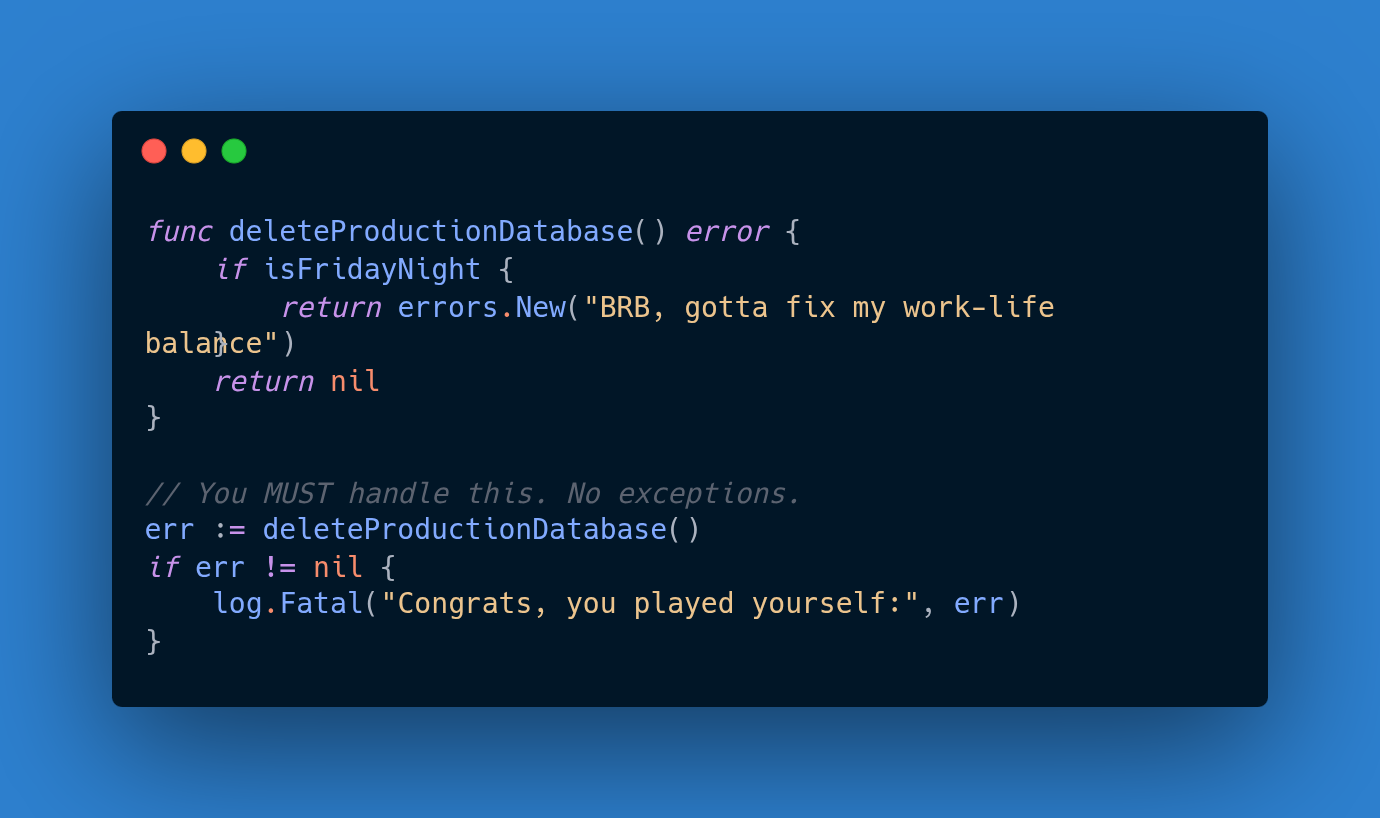 func deleteProductionDatabase() error {
    if isFridayNight {
        return errors.New("BRB, gotta fix my work-life
balance")
    }
    return nil
}

// You MUST handle this. No exceptions.
err := deleteProductionDatabase()
if err != nil {
    log.Fatal("Congrats, you played yourself:", err)
}